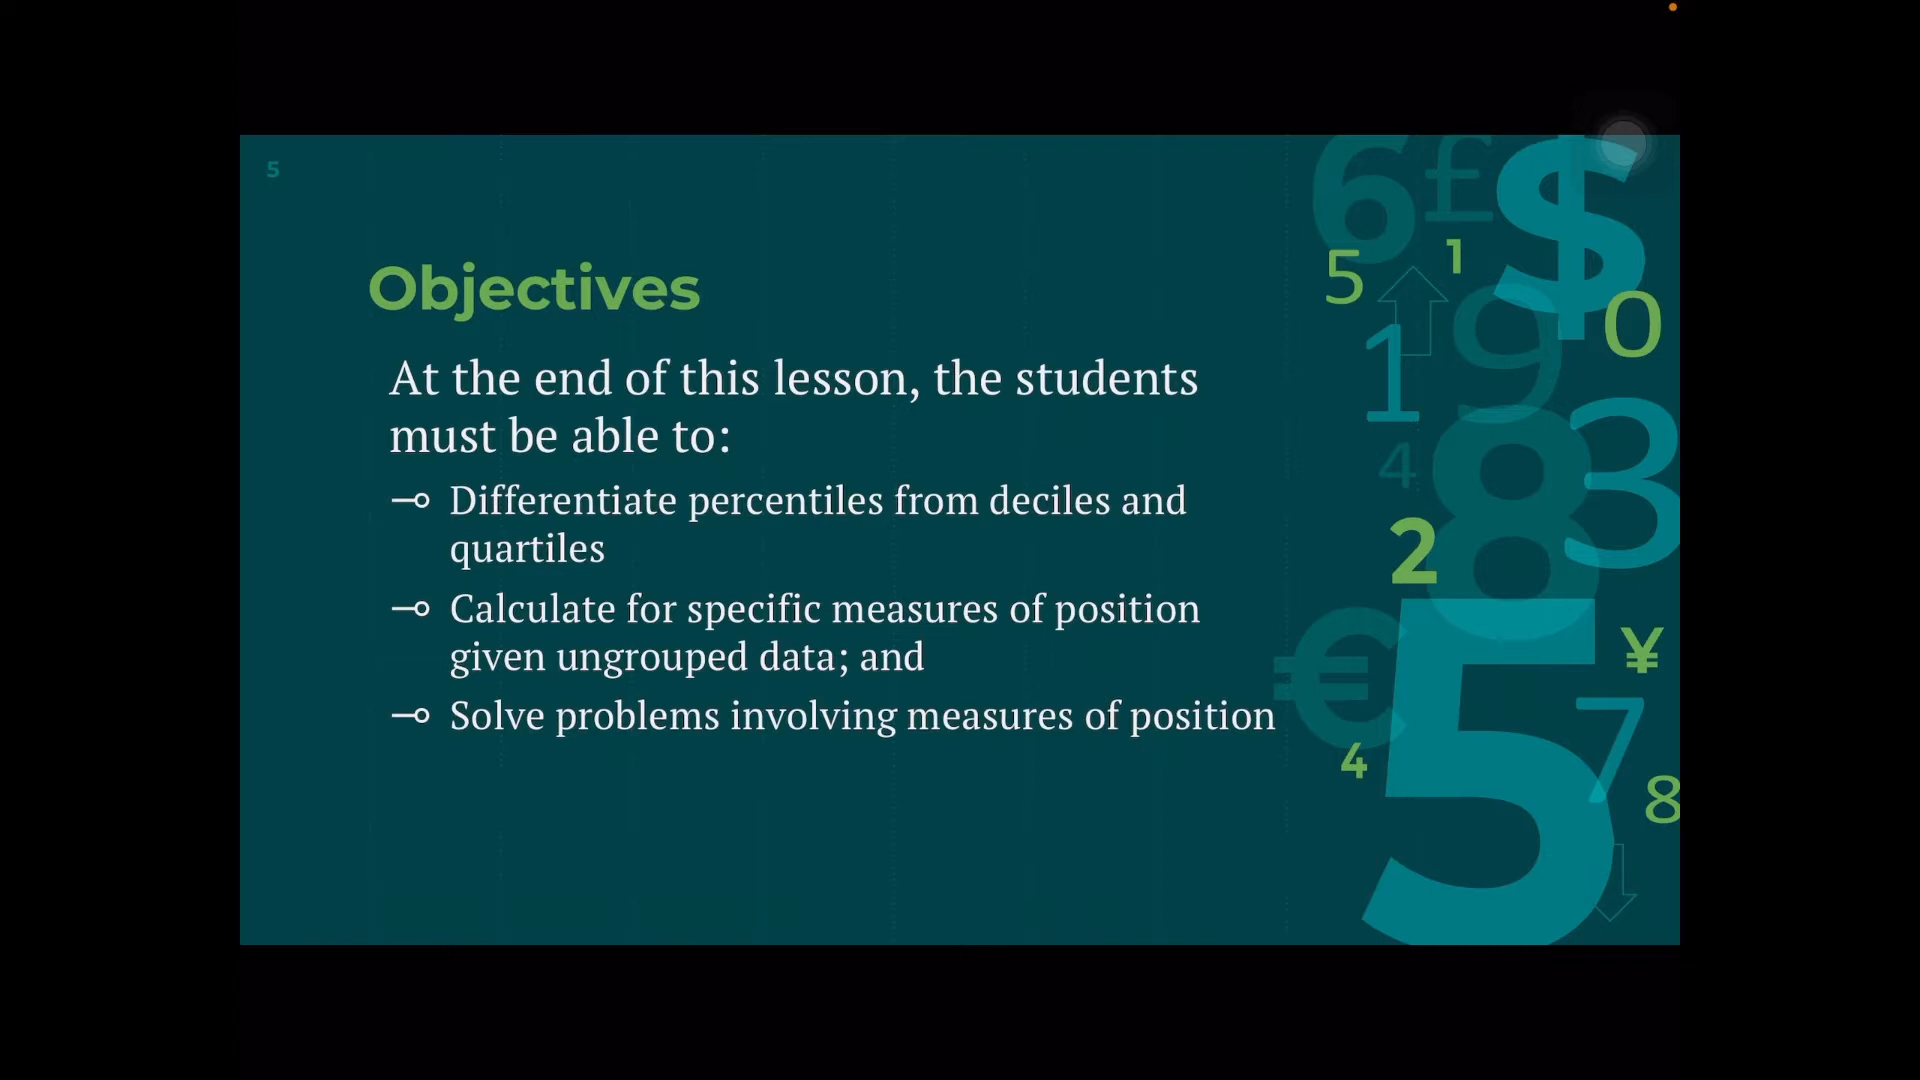 5
Objectives
At the end of this lesson, the students
must be able to:
Differentiate percentiles from deciles and
quartiles
Calculate for specific measures of position
given ungrouped data; and
Solve problems involving measures of position
6 £ $
5 1
9 0
1
4 8 3
2 8
€ 5 ¥
7
4
8